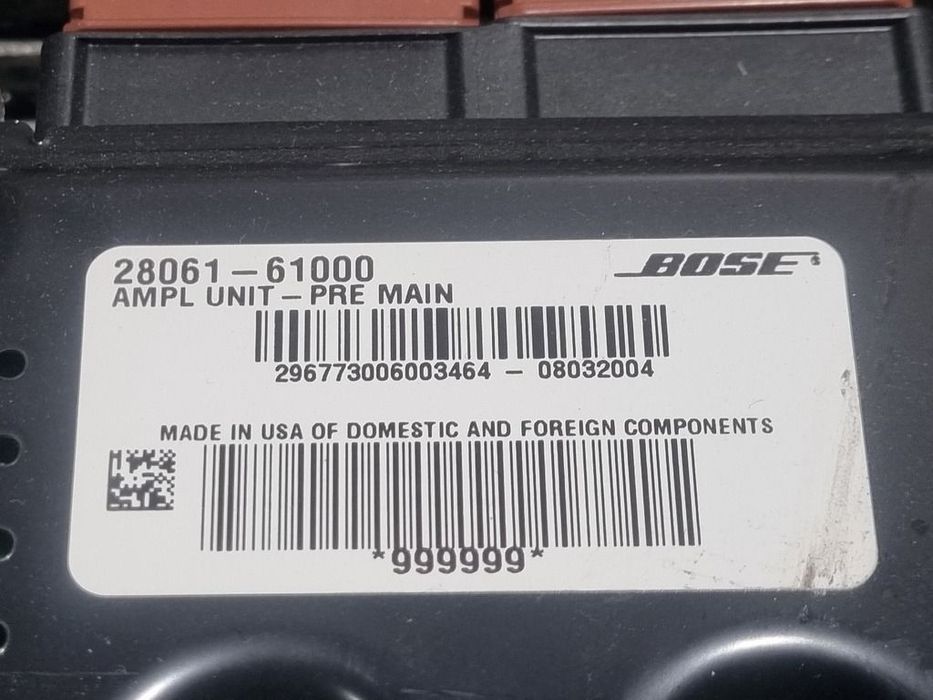 28061-61000
BOSE
AMPL UNIT - PRE MAIN
296773006003464 - 08032004
MADE IN USA OF DOMESTIC AND FOREIGN COMPONENTS
*999999*